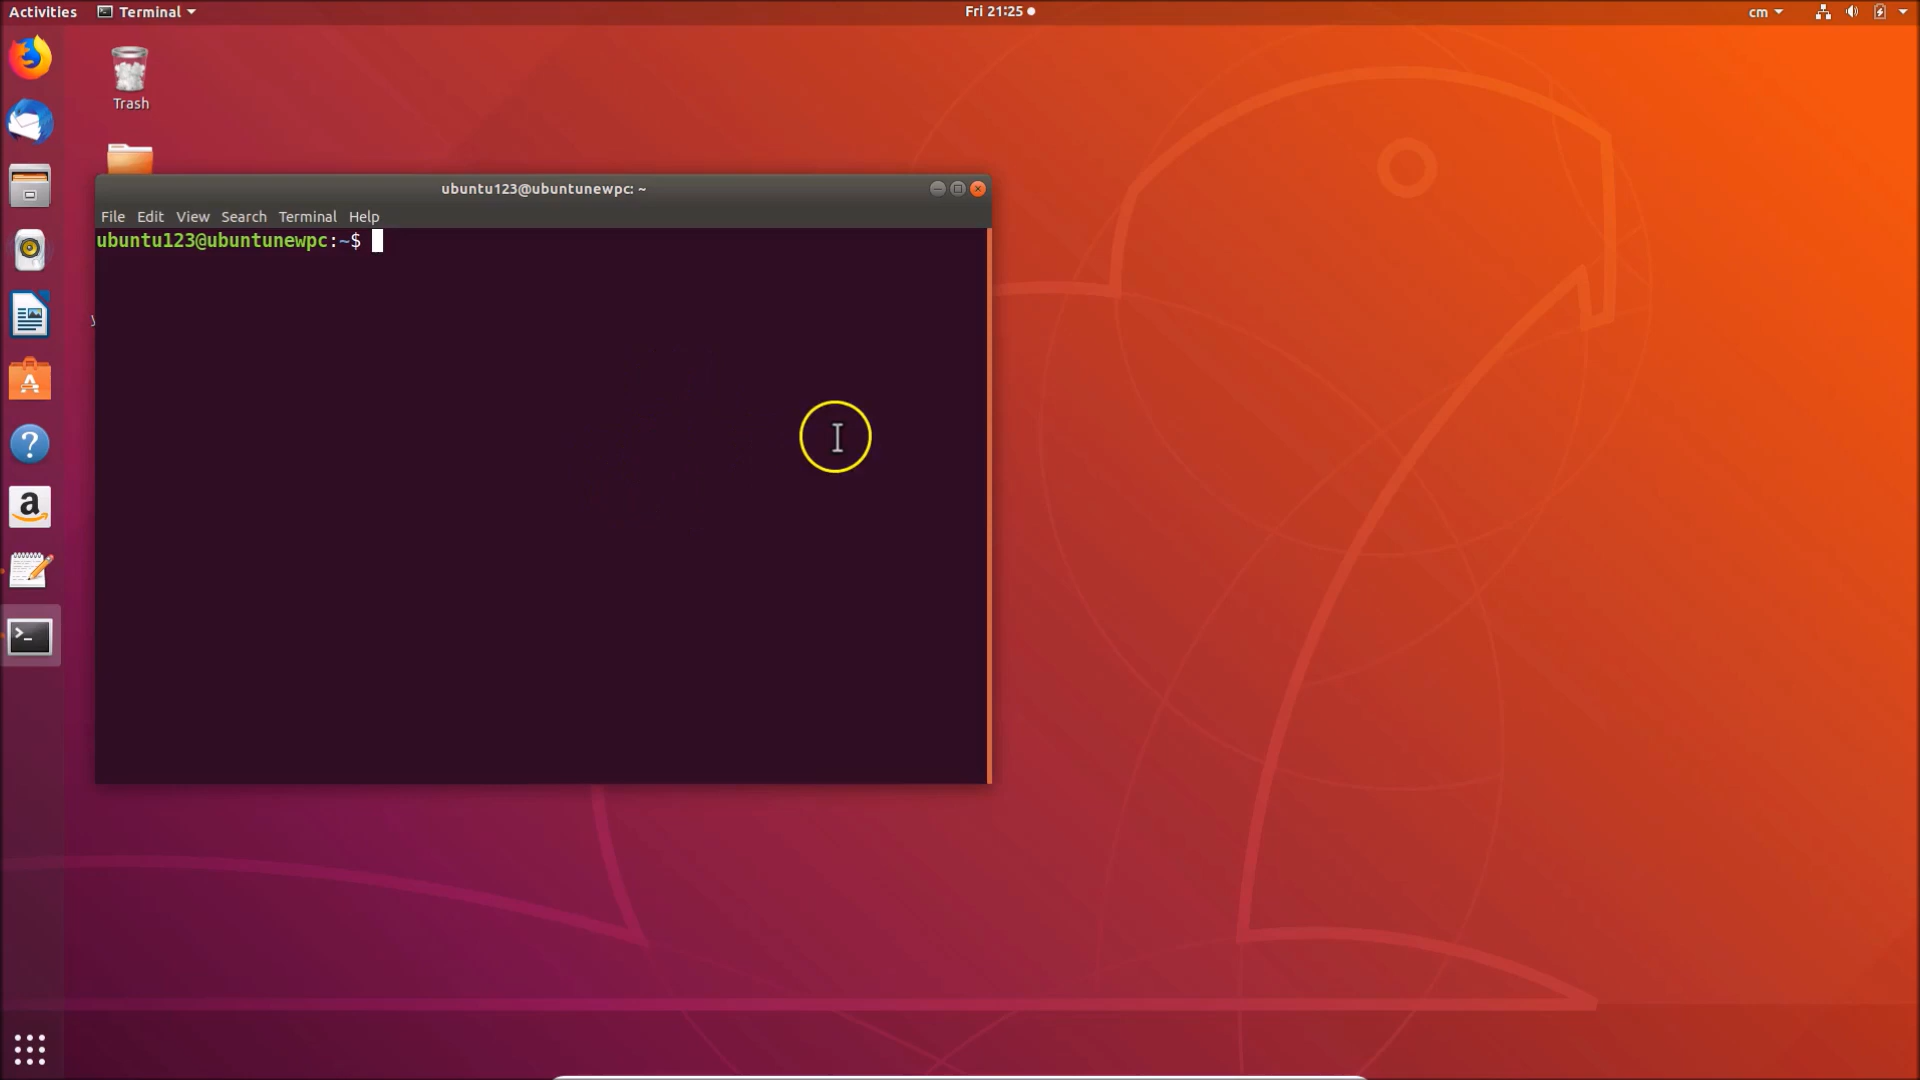 Activities Terminal Fri 21:25 cm
Trash
ubuntu123@ubuntunewpc: ~
File Edit View Search Terminal Help
ubuntu123@ubuntunewpc:~$